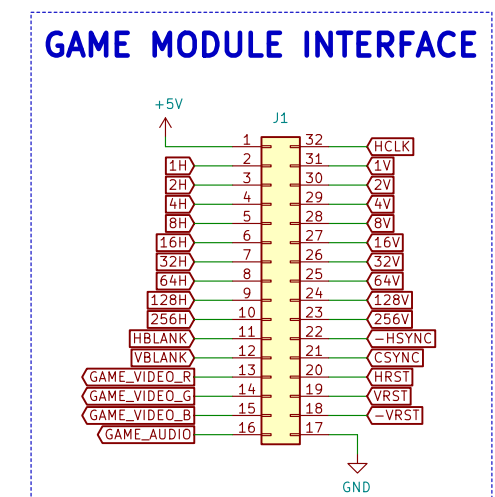 GAME MODULE INTERFACE
+5V
J1
1 32 HCLK
1H 2 31 1V
2H 3 30 2V
4H 4 29 4V
8H 5 28 8V
16H 6 27 16V
32H 7 26 32V
64H 8 25 64V
128H 9 24 128V
256H 10 23 256V
HBLANK 11 22 -HSYNC
VBLANK 12 21 CSYNC
GAME_VIDEO_R 13 20 HRST
GAME_VIDEO_G 14 19 VRST
GAME_VIDEO_B 15 18 -VRST
GAME_AUDIO 16 17
GND